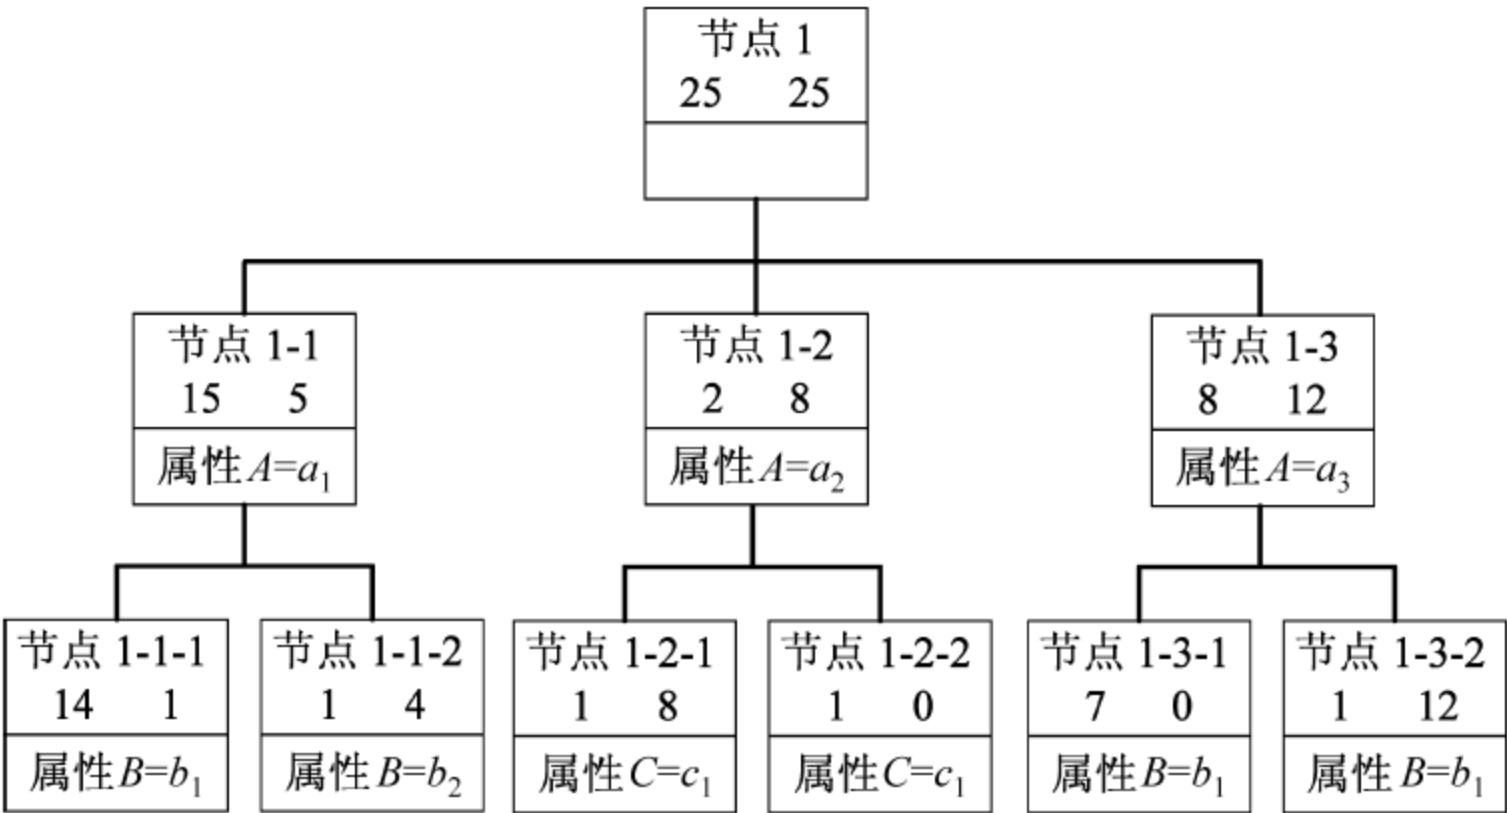 节点 1
25 25
节点 1-1
15 5
属性A=a₁
节点 1-2
2 8
属性A=a₂
节点 1-3
8 12
属性A=a₃
节点 1-1-1
14 1
属性B=b₁
节点 1-1-2
1 4
属性B=b₂
节点 1-2-1
1 8
属性C=c₁
节点 1-2-2
1 0
属性C=c₁
节点 1-3-1
7 0
属性B=b₁
节点 1-3-2
1 12
属性B=b₁